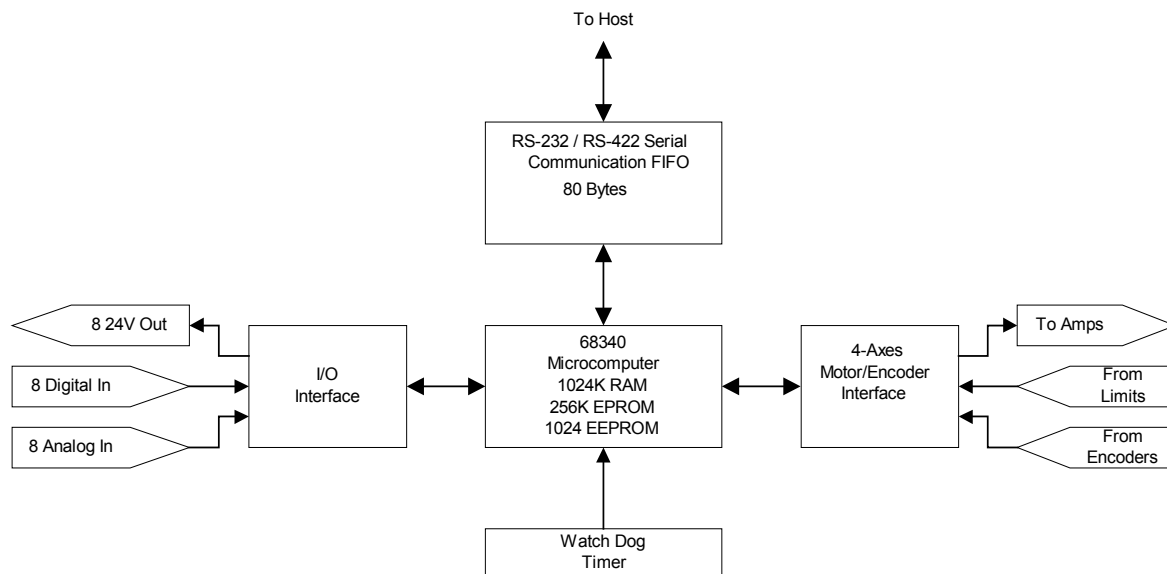 To Host
RS-232 / RS-422 Serial
Communication FIFO
80 Bytes
8 24V Out
8 Digital In
8 Analog In
I/O
Interface
68340
Microcomputer
1024K RAM
256K EPROM
1024 EEPROM
4-Axes
Motor/Encoder
Interface
To Amps
From
Limits
From
Encoders
Watch Dog
Timer